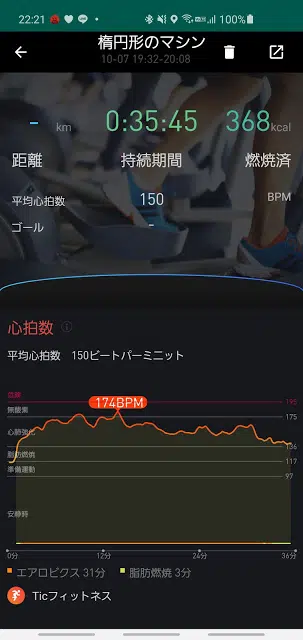 22:21 100%
楕円形のマシン
10-07 19:32-20:08
- km 0:35:45 368kcal
距離 持続期間 燃焼済
平均心拍数 150 BPM
ゴール -
心拍数
平均心拍数 150ビートパーミニット
174BPM
危険 195
無酸素 175
心肺強化 136
脂肪燃焼 117
準備運動 97
安静時
0分 12分 24分 36分
エアロビクス 31分 脂肪燃焼 3分
Ticフィットネス